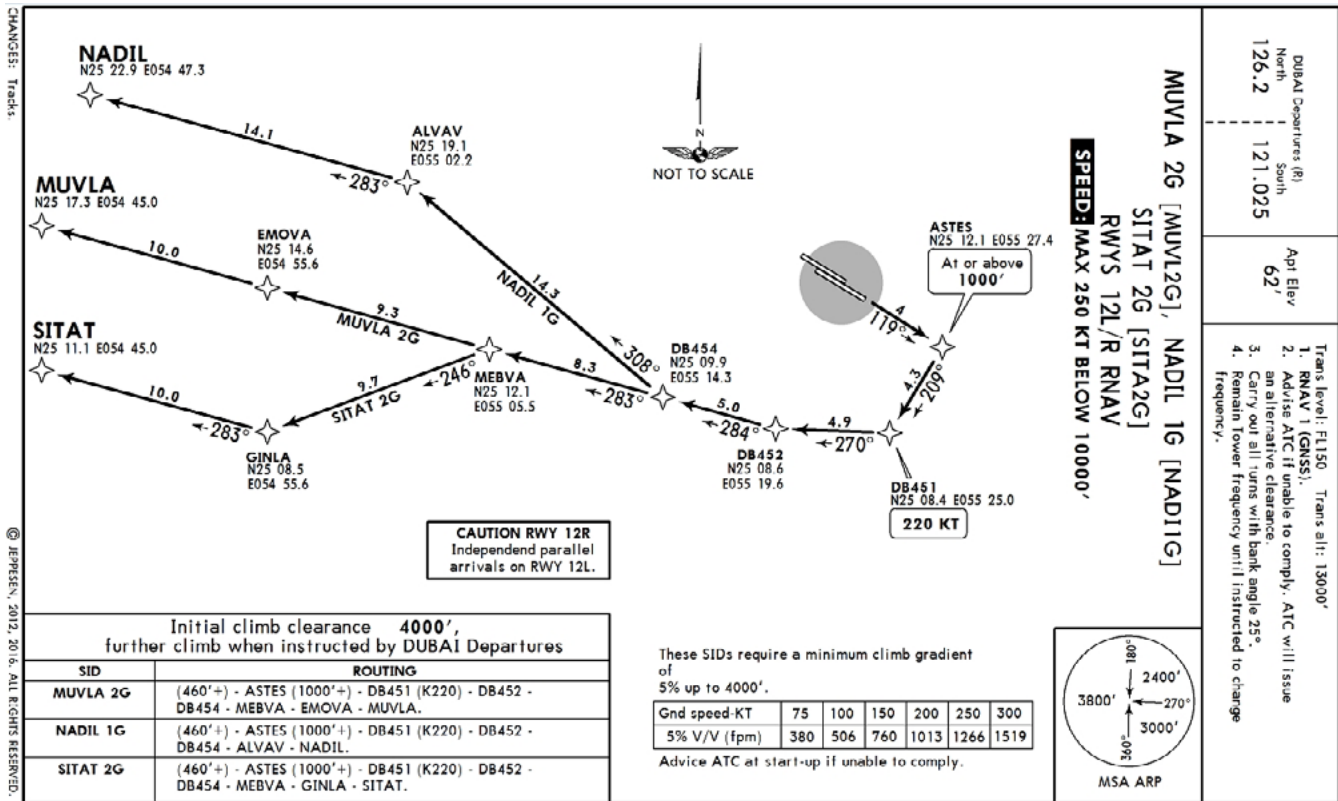 DUBAI Departures (R)
North South
126.2 121.025
Apt Elev
62'
Trans level: FL150 Trans alt: 13000'
1. RNAV 1 (GNSS).
2. Advise ATC if unable to comply. ATC will issue
an alternative clearance.
3. Carry out all turns with bank angle 25°.
4. Remain Tower frequency until instructed to change
frequency.
MUVLA 2G [MUVL2G], NADIL 1G [NADI1G]
SITAT 2G [SITA2G]
RWYS 12L/R RNAV
SPEED: MAX 250 KT BELOW 10000'
N
NOT TO SCALE
NADIL
N25 22.9 E054 47.3
14.1
283°
ALVAV
N25 19.1
E055 02.2
MUVLA
N25 17.3 E054 45.0
10.0
EMOVA
N25 14.6
E054 55.6
9.3
MUVLA 2G
14.3
NADIL 1G
308°
SITAT
N25 11.1 E054 45.0
10.0
283°
GINLA
N25 08.5
E054 55.6
9.7
SITAT 2G
246°
MEBVA
N25 12.1
E055 05.5
8.3
283°
DB454
N25 09.9
E055 14.3
5.0
284°
DB452
N25 08.6
E055 19.6
4.9
270°
DB451
N25 08.4 E055 25.0
220 KT
4.3
209°
ASTES
N25 12.1 E055 27.4
At or above
1000'
4
119°
CAUTION RWY 12R
Independend parallel
arrivals on RWY 12L.
Initial climb clearance 4000',
further climb when instructed by DUBAI Departures
SID ROUTING
MUVLA 2G (460'+) - ASTES (1000'+) - DB451 (K220) - DB452 -
DB454 - MEBVA - EMOVA - MUVLA.
NADIL 1G (460'+) - ASTES (1000'+) - DB451 (K220) - DB452 -
DB454 - ALVAV - NADIL.
SITAT 2G (460'+) - ASTES (1000'+) - DB451 (K220) - DB452 -
DB454 - MEBVA - GINLA - SITAT.
These SIDs require a minimum climb gradient
of
5% up to 4000'.
Gnd speed-KT 75 100 150 200 250 300
5% V/V (fpm) 380 506 760 1013 1266 1519
Advice ATC at start-up if unable to comply.
180°
2400'
3800'
270°
3000'
360°
MSA ARP
CHANGES: Tracks.
© JEPPESEN, 2012, 2016. ALL RIGHTS RESERVED.